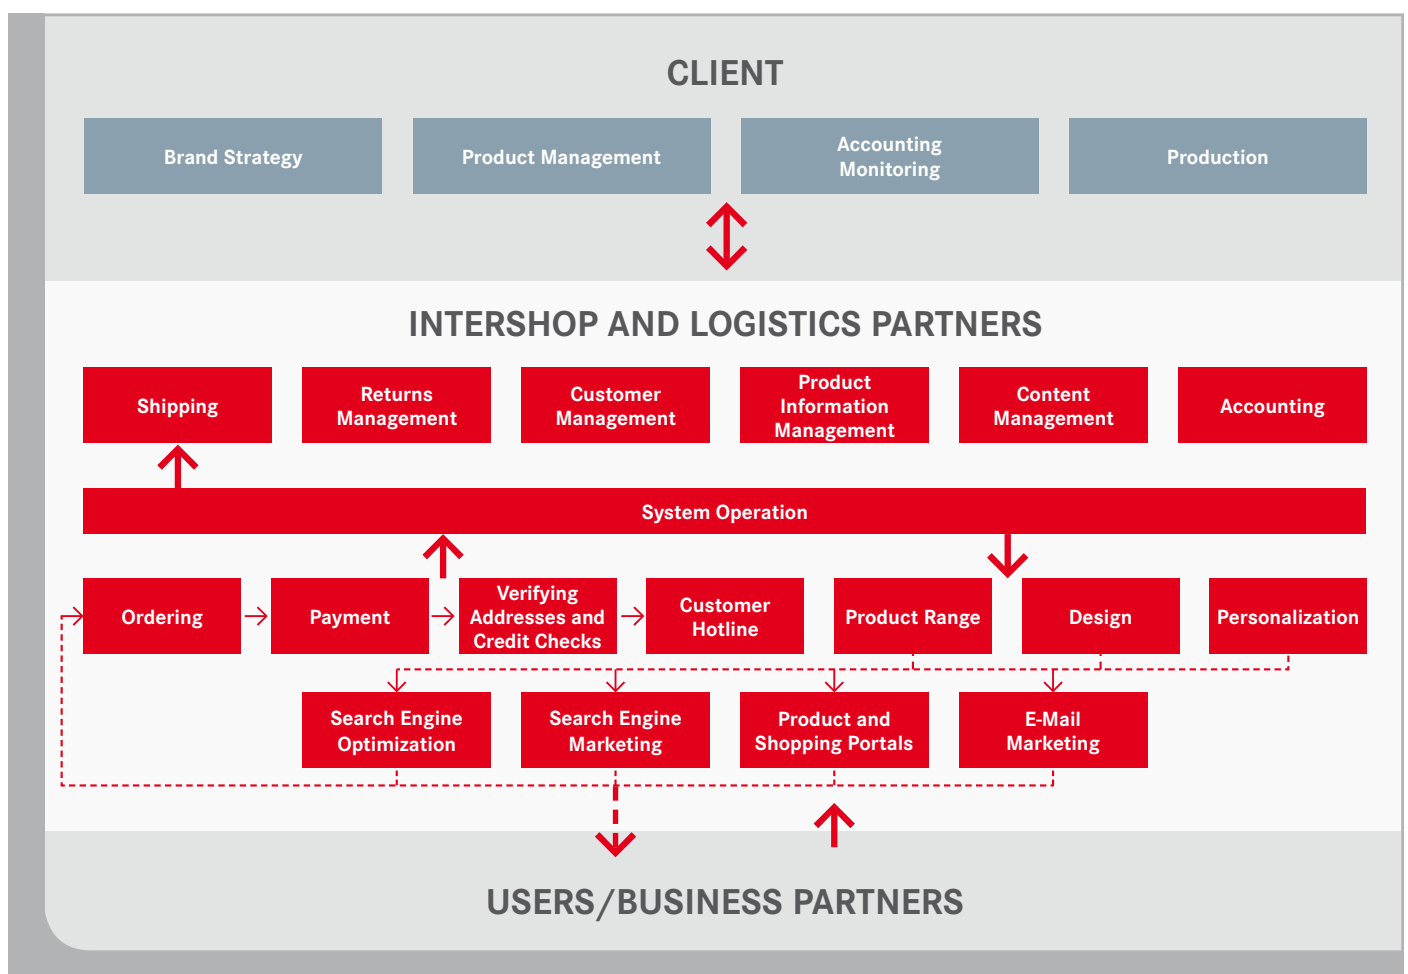 CLIENT
Brand Strategy
Product Management
Accounting
Monitoring
Production
INTERSHOP AND LOGISTICS PARTNERS
Shipping
Returns
Management
Customer
Management
Product
Information
Management
Content
Management
Accounting
System Operation
Ordering
Payment
Verifying
Addresses and
Credit Checks
Customer
Hotline
Product Range
Design
Personalization
Search Engine
Optimization
Search Engine
Marketing
Product and
Shopping Portals
E-Mail
Marketing
USERS/BUSINESS PARTNERS